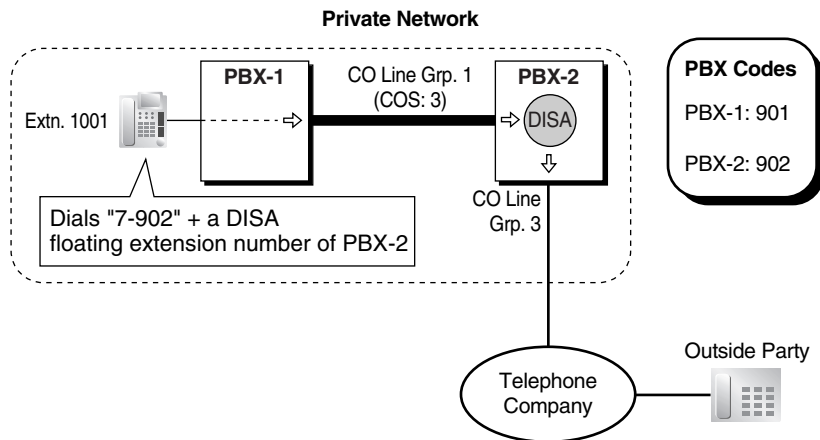 Private Network
PBX-1
CO Line Grp. 1
(COS: 3)
PBX-2
PBX Codes
PBX-1: 901
PBX-2: 902
Extn. 1001
DISA
Dials "7-902" + a DISA
floating extension number of PBX-2
CO Line
Grp. 3
Outside Party
Telephone
Company